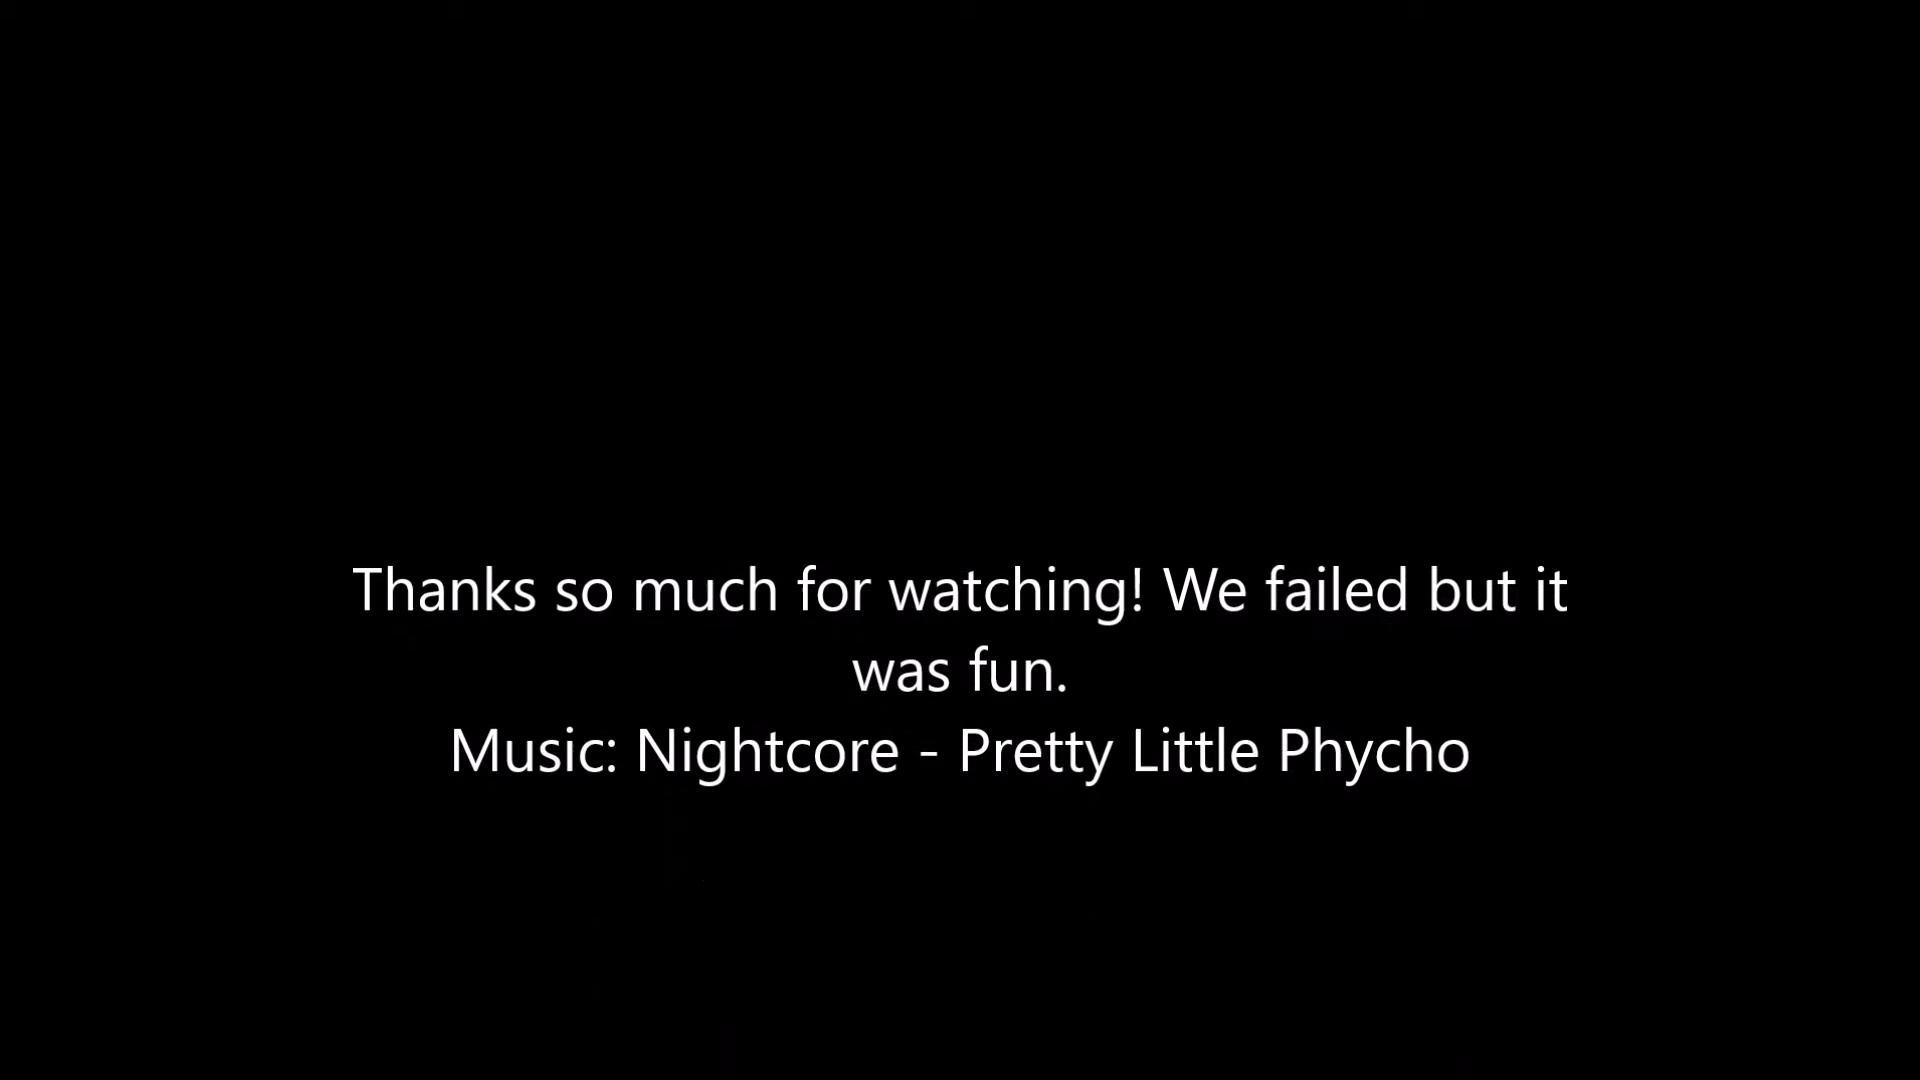 Thanks so much for watching! We failed but it
was fun.
Music: Nightcore - Pretty Little Phycho